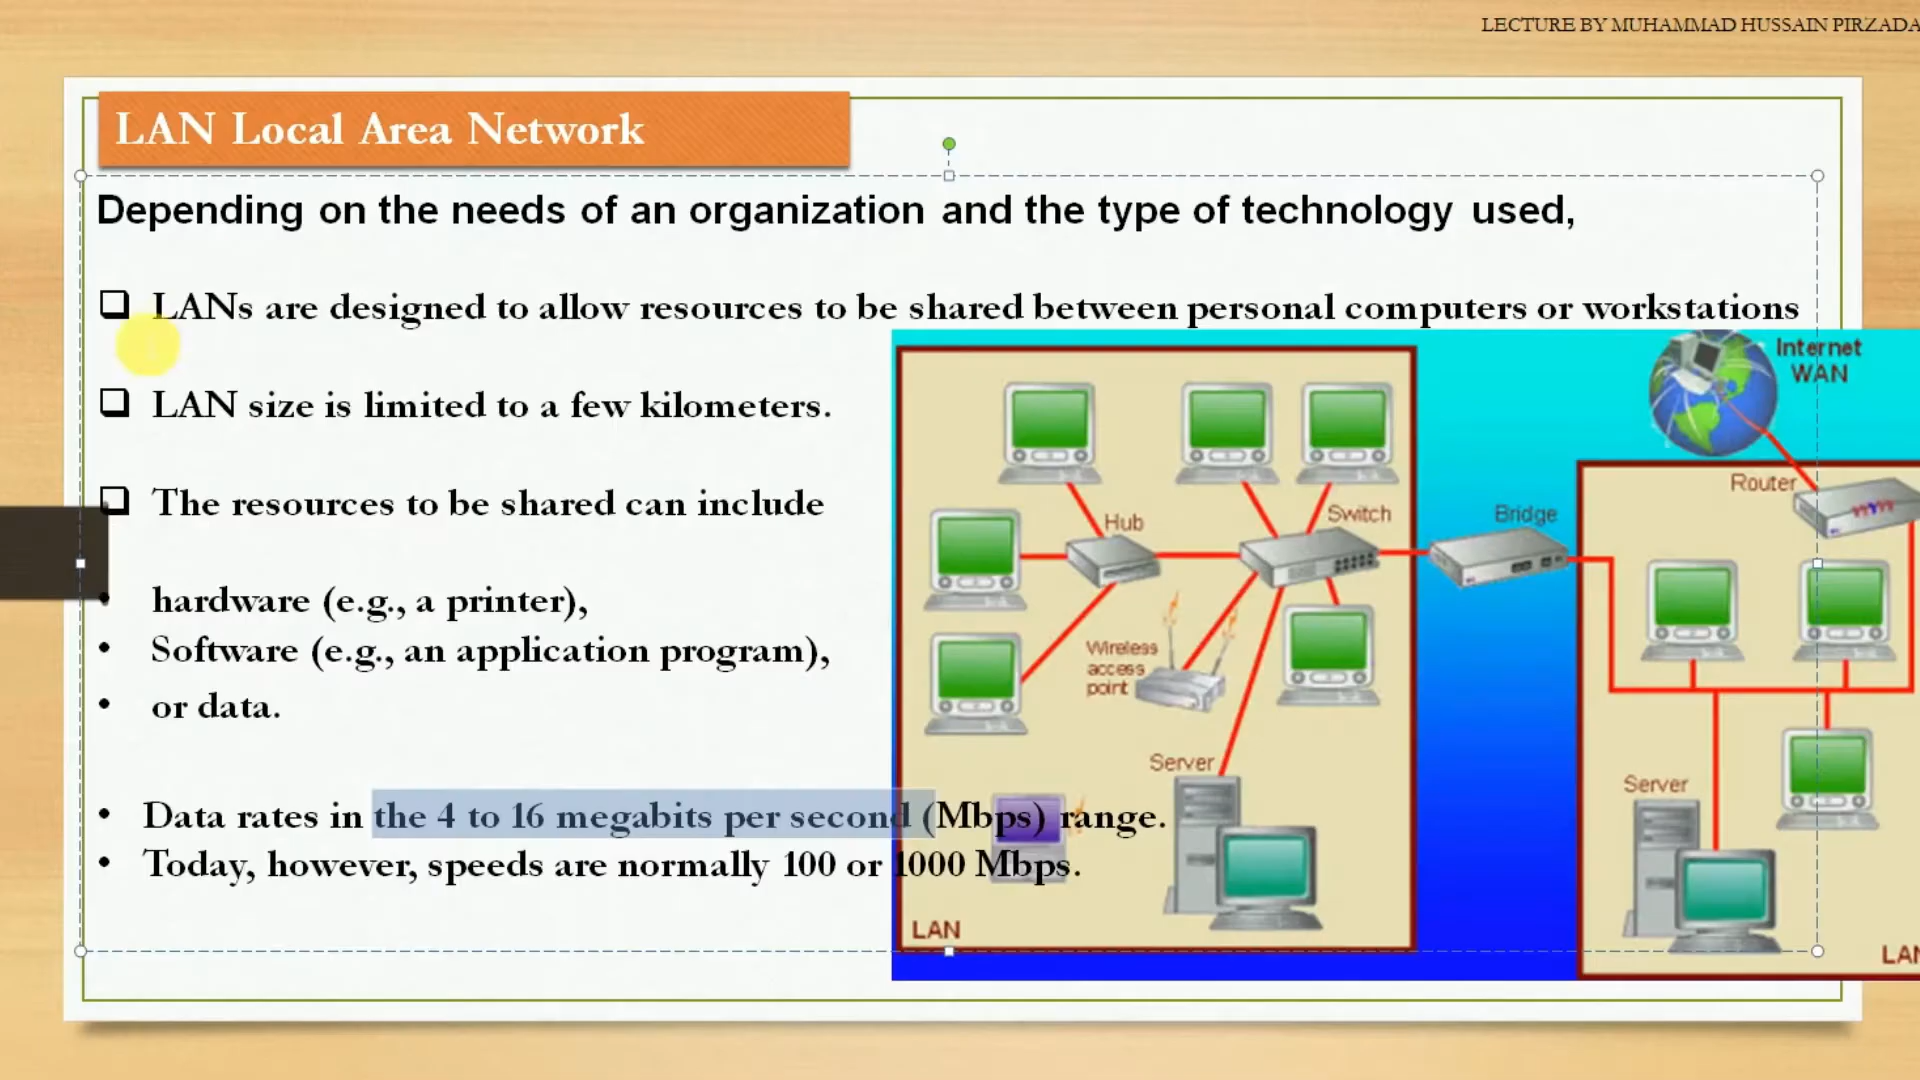 LECTURE BY MUHAMMAD HUSSAIN PIRZADA
LAN Local Area Network
Depending on the needs of an organization and the type of technology used,
❑ LANs are designed to allow resources to be shared between personal computers or workstations
❑ LAN size is limited to a few kilometers.
❑ The resources to be shared can include
• hardware (e.g., a printer),
• Software (e.g., an application program),
• or data.
• Data rates in the 4 to 16 megabits per second (Mbps) range.
• Today, however, speeds are normally 100 or 1000 Mbps.
Internet
WAN
Router
Hub
Switch
Bridge
Wireless
access
point
Server
Server
LAN
LAN